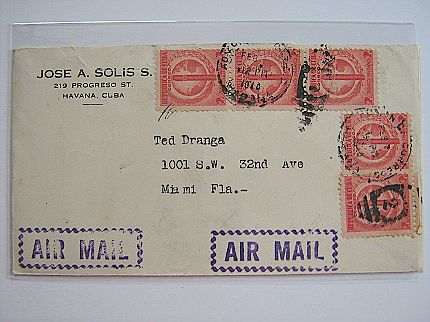 JOSE A. SOLIS S.
219 PROGRESO ST.
HAVANA, CUBA
Ted Dranga
1001 S.W. 32nd Ave
Miami Fla.-
AIR MAIL
AIR MAIL